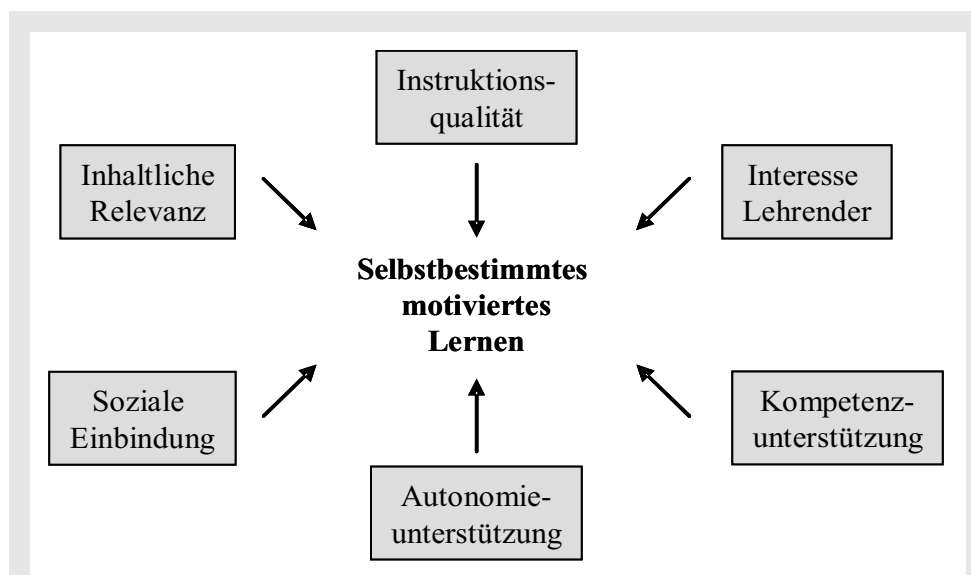 Instruktions-
qualität
Inhaltliche
Relevanz
Interesse
Lehrender
Selbstbestimmtes
motiviertes
Lernen
Soziale
Einbindung
Kompetenz-
unterstützung
Autonomie-
unterstützung